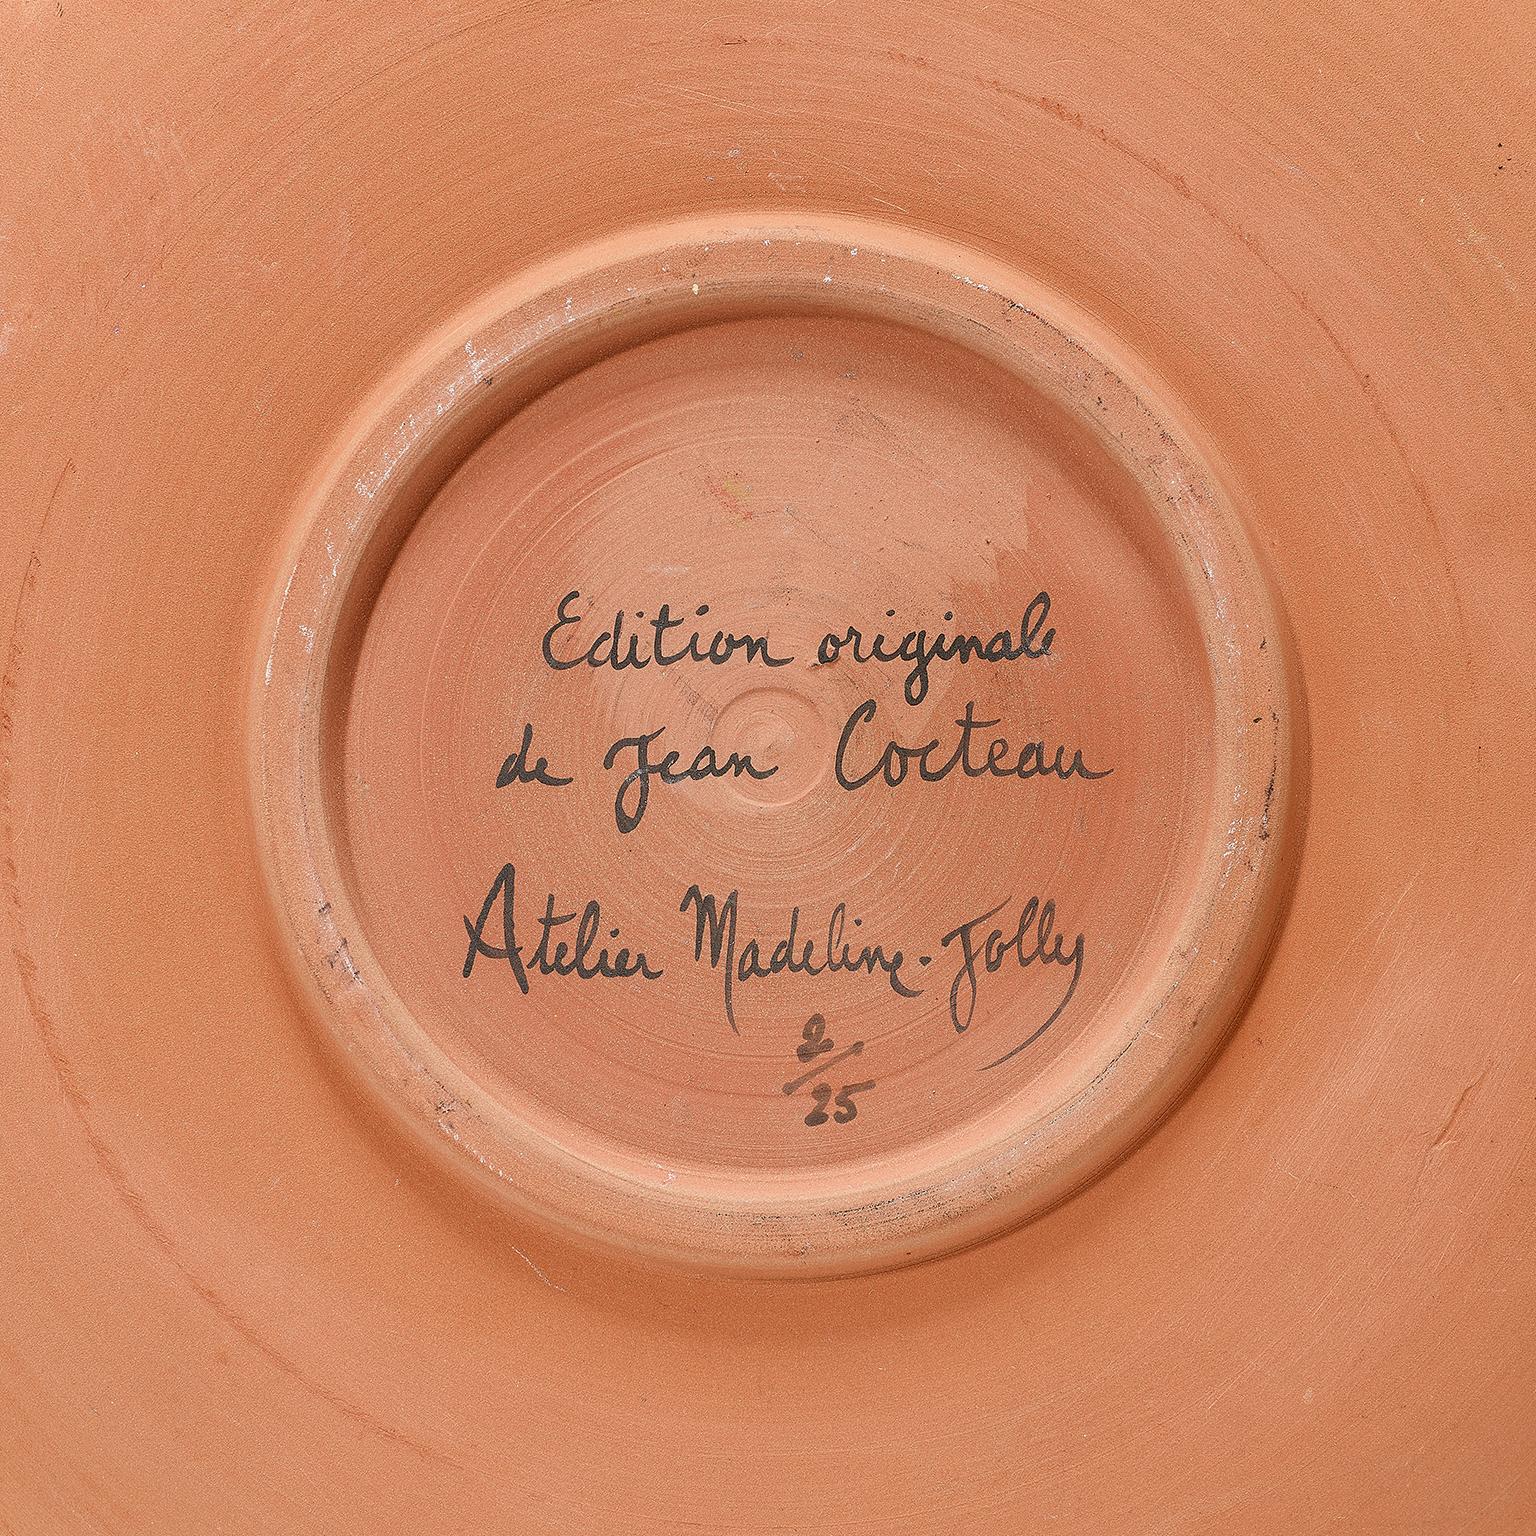 Edition originale
de Jean Cocteau
Atelier Madeline-Jolly
2/25